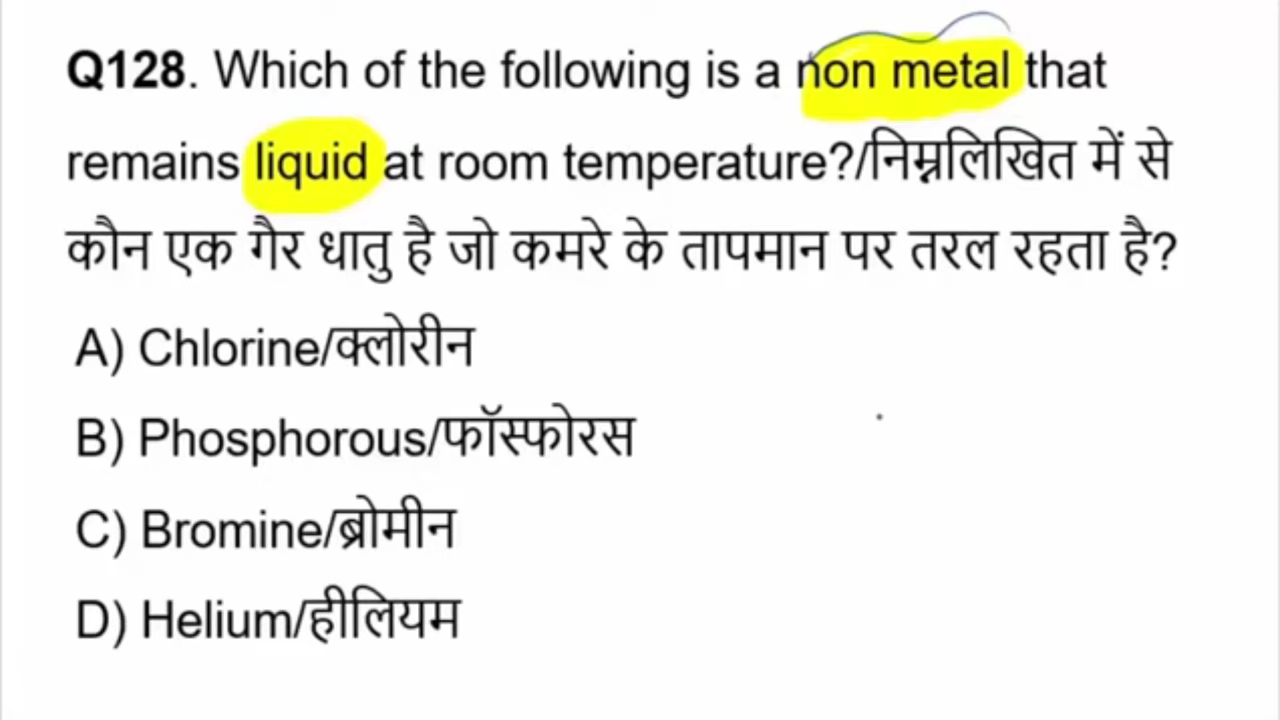 Q128. Which of the following is a non metal that
remains liquid at room temperature?/निम्नलिखित में से
कौन एक गैर धातु है जो कमरे के तापमान पर तरल रहता है?
A) Chlorine/क्लोरीन
B) Phosphorous/फॉस्फोरस
C) Bromine/ब्रोमीन
D) Helium/हीलियम